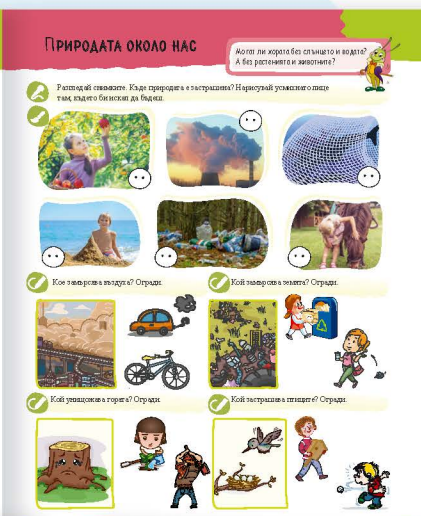 ПРИРОДАТА ОКОЛО НАС
Могат ли хората без слънцето и водата?
А без растенията и животните?
Разгледай снимките. Къде природата е застрашена? Нарисувай усмихнато лице
там, където би искал да бъдеш.
Кое замърсява въздуха? Огради.
Кой замърсява земята? Огради.
Кой унищожава гората? Огради.
Кой застрашава птиците? Огради.